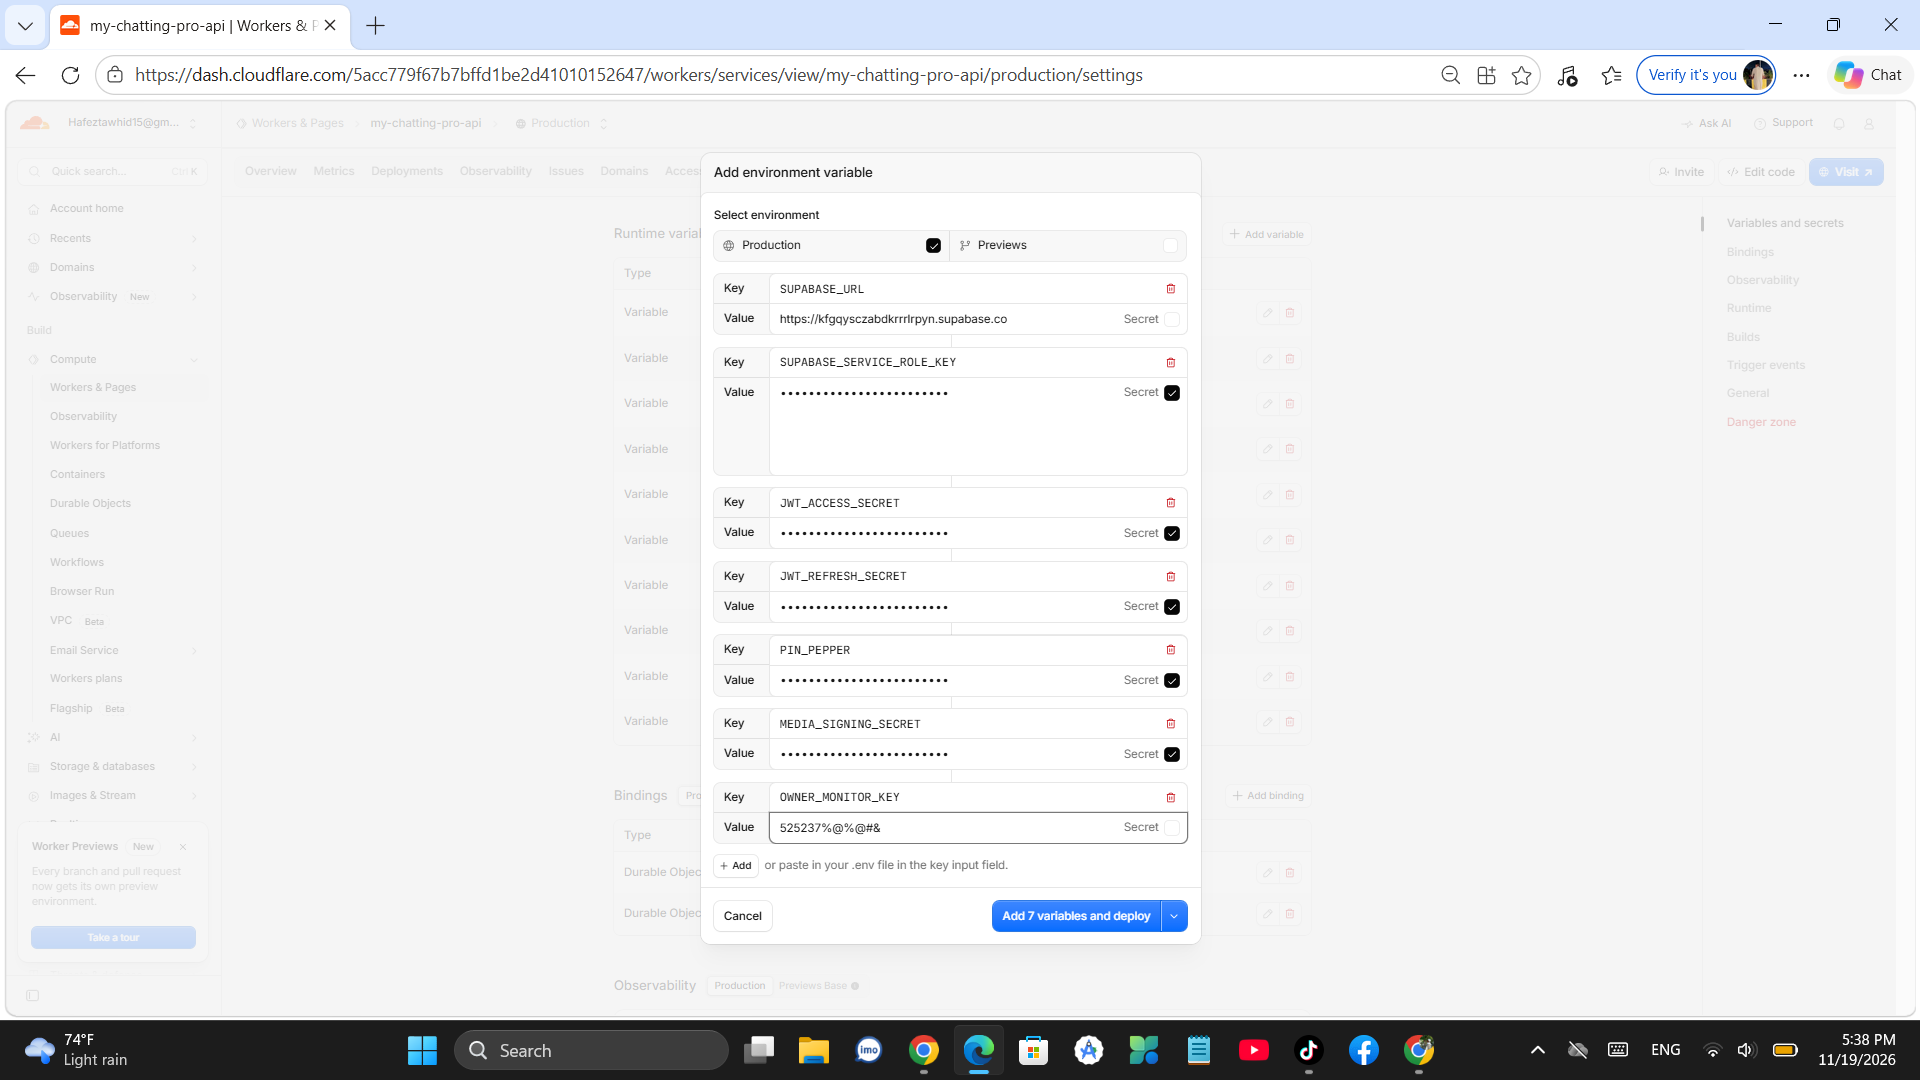 my-chatting-pro-api | Workers & P
https://dash.cloudflare.com/5acc779f67b7bffd1be2d41010152647/workers/services/view/my-chatting-pro-api/production/settings
Verify it's you
Chat
Hafeztawhid15@gm...
Workers & Pages
my-chatting-pro-api
Production
Ask AI
Support
Quick search...
Ctrl K
Overview
Metrics
Deployments
Observability
Issues
Domains
Acces
Invite
Edit code
Visit
Account home
Recents
Domains
Observability New
Build
Compute
Workers & Pages
Observability
Workers for Platforms
Containers
Durable Objects
Queues
Workflows
Browser Run
VPC Beta
Email Service
Workers plans
Flagship Beta
AI
Storage & databases
Images & Stream
Worker Previews New
Every branch and pull request
now gets its own preview
environment.
Take a tour
Runtime varia
Add variable
Type
Variable
Variable
Variable
Variable
Variable
Variable
Variable
Variable
Variable
Variable
Bindings
Pro
Add binding
Type
Durable Objec
Durable Objec
Observability
Production
Previews Base
Variables and secrets
Bindings
Observability
Runtime
Builds
Trigger events
General
Danger zone
Add environment variable
Select environment
Production
Previews
Key SUPABASE_URL
Value https://kfgqysczabdkrrrlrpyn.supabase.co Secret
Key SUPABASE_SERVICE_ROLE_KEY
Value •••••••••••••••••••••••• Secret
Key JWT_ACCESS_SECRET
Value •••••••••••••••••••••••• Secret
Key JWT_REFRESH_SECRET
Value •••••••••••••••••••••••• Secret
Key PIN_PEPPER
Value •••••••••••••••••••••••• Secret
Key MEDIA_SIGNING_SECRET
Value •••••••••••••••••••••••• Secret
Key OWNER_MONITOR_KEY
Value 525237%@%@#& Secret
+ Add or paste in your .env file in the key input field.
Cancel
Add 7 variables and deploy
74°F
Light rain
Search
imo
ENG
5:38 PM
11/19/2026